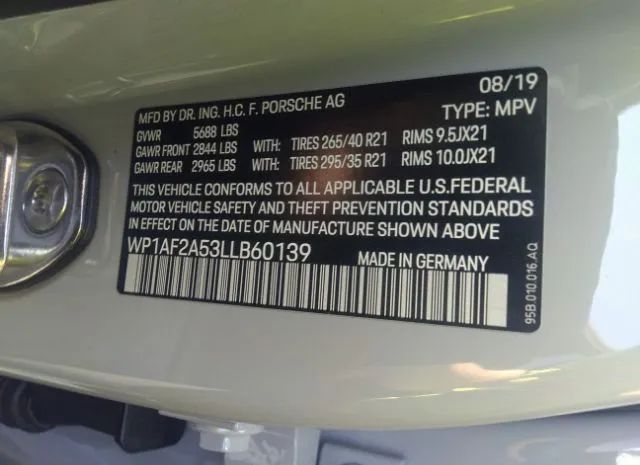 08/19
MFD BY DR. ING. H.C. F. PORSCHE AG
TYPE: MPV
GVWR 5688 LBS
GAWR FRONT 2844 LBS WITH: TIRES 265/40 R21 RIMS 9.5JX21
GAWR REAR 2965 LBS WITH: TIRES 295/35 R21 RIMS 10.0JX21
THIS VEHICLE CONFORMS TO ALL APPLICABLE U.S.FEDERAL
MOTOR VEHICLE SAFETY AND THEFT PREVENTION STANDARDS
IN EFFECT ON THE DATE OF MANUFACTURE SHOWN ABOVE
WP1AF2A53LLB60139 MADE IN GERMANY
95B.010.016.AQ